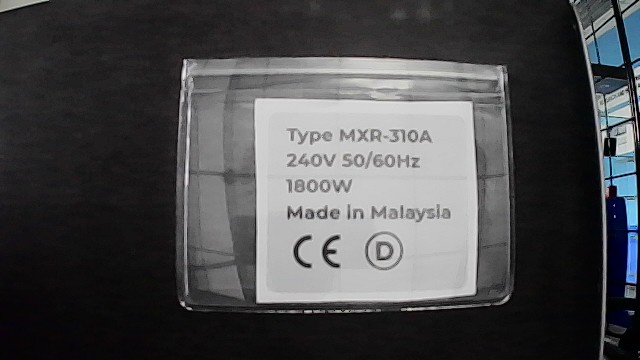 Type MXR-310A
240V 50/60Hz
1800W
Made in Malaysia
CE D